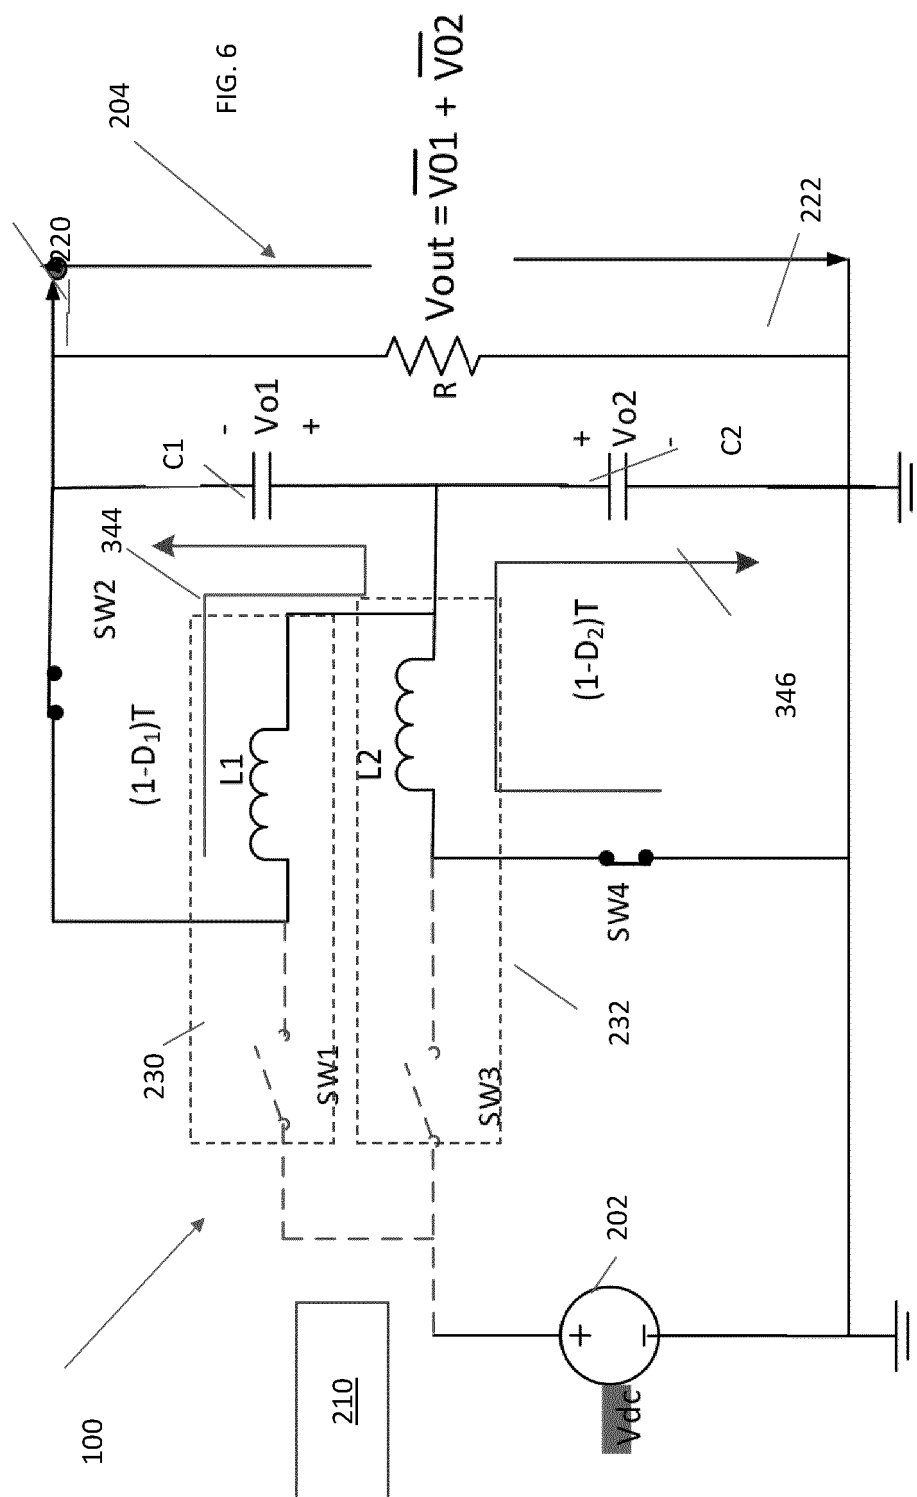 FIG. 6
204
220
Vout = V01 + V02
222
R
C1
-
Vo1
+
+
Vo2
-
C2
344
SW2
(1-D₁)T
L1
L2
(1-D₂)T
346
SW4
230
SW1
SW3
232
100
210
202
+
–
Vdc